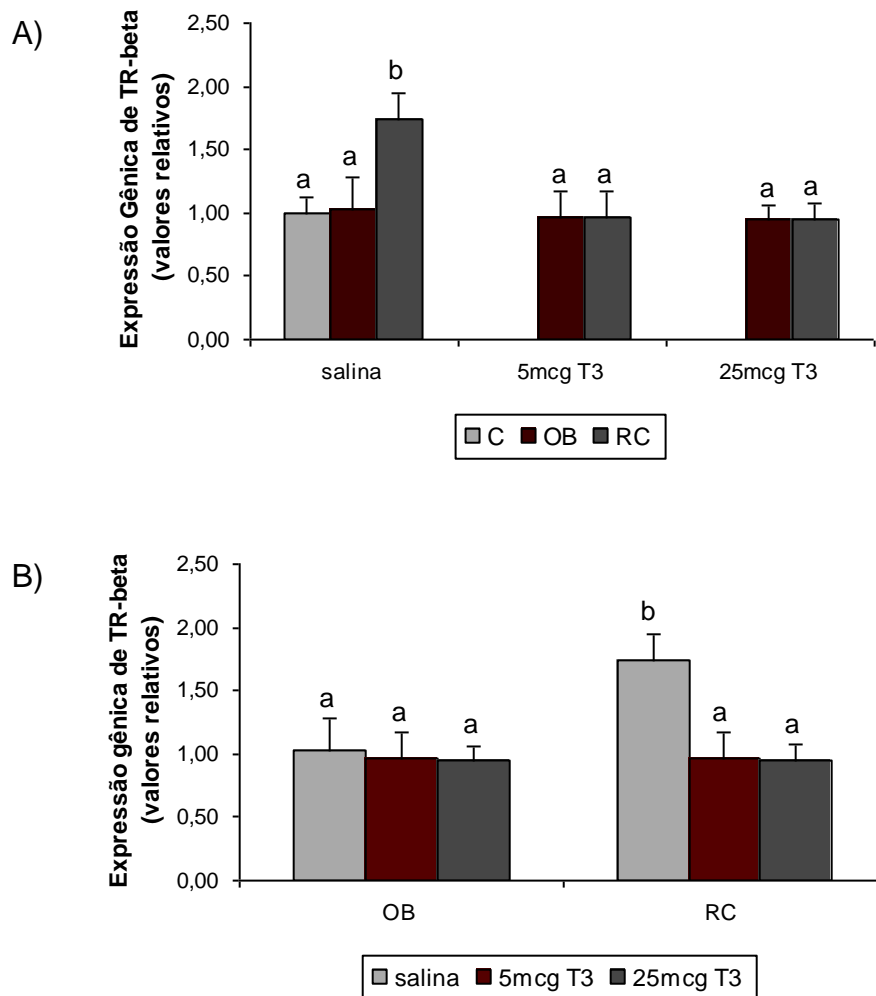 A)
Expressão Gênica de TR-beta
(valores relativos)
2,50
2,00
1,50
1,00
0,50
0,00
a
a
b
a
a
a
a
salina
5mcg T3
25mcg T3
C OB RC
B)
Expressão gênica de TR-beta
(valores relativos)
2,50
2,00
1,50
1,00
0,50
0,00
a
a
a
b
a
a
OB
RC
salina 5mcg T3 25mcg T3